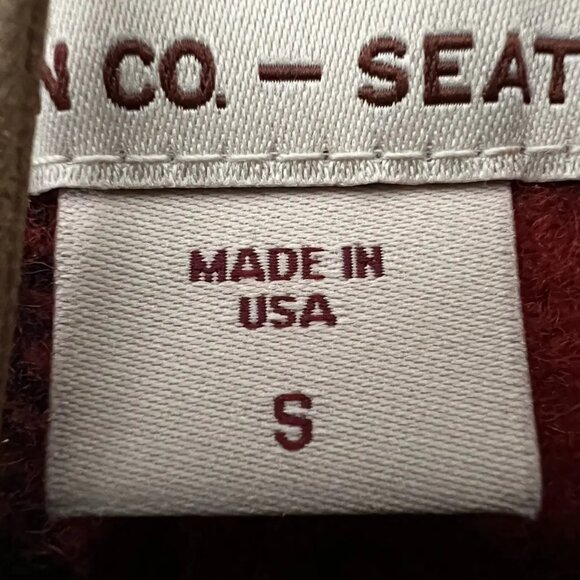 N CO. — SEAT
MADE IN
USA
S